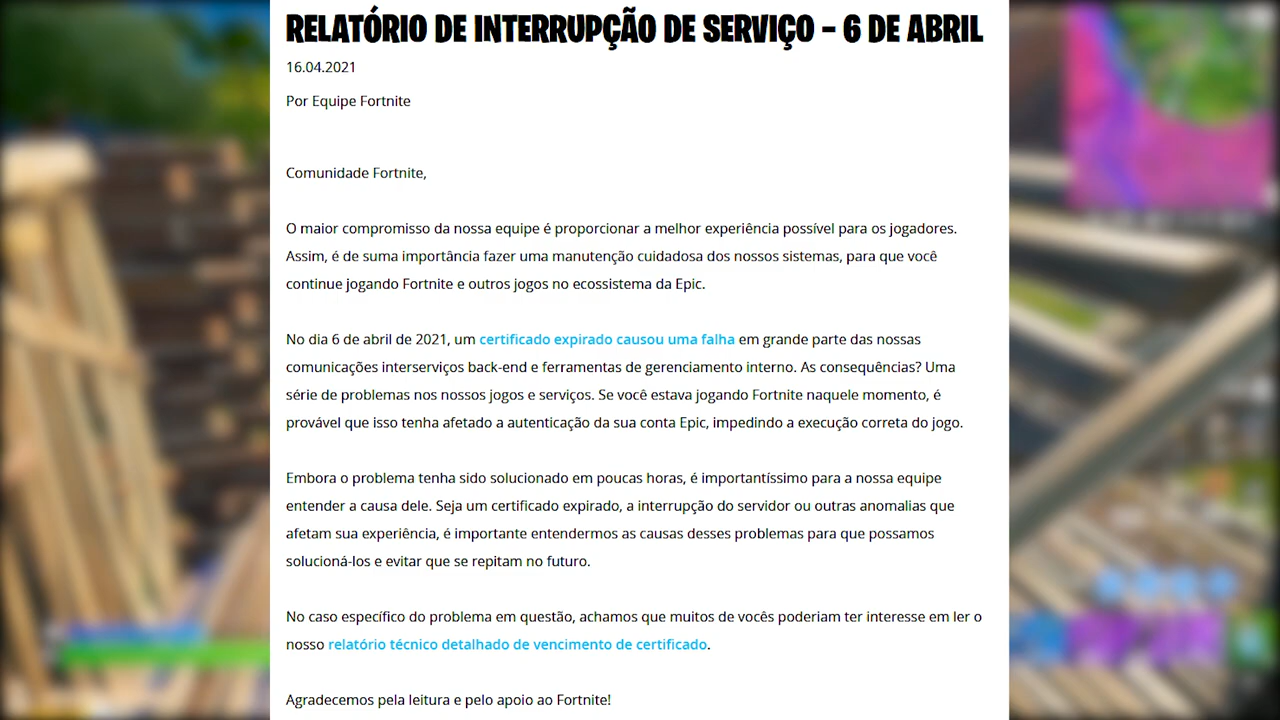 RELATÓRIO DE INTERRUPÇÃO DE SERVIÇO – 6 DE ABRIL
16.04.2021
Por Equipe Fortnite
Comunidade Fortnite,
O maior compromisso da nossa equipe é proporcionar a melhor experiência possível para os jogadores.
Assim, é de suma importância fazer uma manutenção cuidadosa dos nossos sistemas, para que você
continue jogando Fortnite e outros jogos no ecossistema da Epic.
No dia 6 de abril de 2021, um certificado expirado causou uma falha em grande parte das nossas
comunicações interserviços back-end e ferramentas de gerenciamento interno. As consequências? Uma
série de problemas nos nossos jogos e serviços. Se você estava jogando Fortnite naquele momento, é
provável que isso tenha afetado a autenticação da sua conta Epic, impedindo a execução correta do jogo.
Embora o problema tenha sido solucionado em poucas horas, é importantíssimo para a nossa equipe
entender a causa dele. Seja um certificado expirado, a interrupção do servidor ou outras anomalias que
afetam sua experiência, é importante entendermos as causas desses problemas para que possamos
solucioná-los e evitar que se repitam no futuro.
No caso específico do problema em questão, achamos que muitos de vocês poderiam ter interesse em ler o
nosso relatório técnico detalhado de vencimento de certificado.
Agradecemos pela leitura e pelo apoio ao Fortnite!